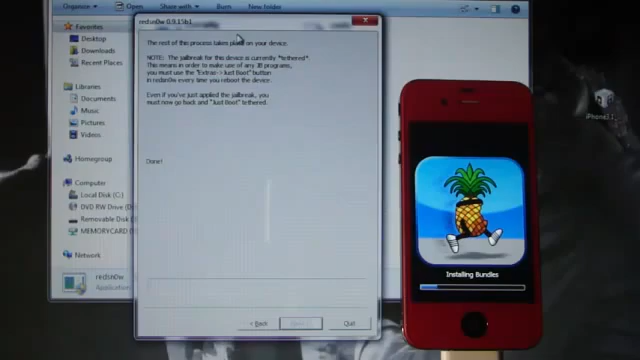 Organize
Open
Burn
New folder
redsn0w 0.9.15b1
Favorites
Desktop
Downloads
Recent Places
Libraries
Documents
Music
Pictures
Videos
Homegroup
Computer
Local Disk (C:)
DVD RW Drive (D
Removable Disk (
MEMORYCARD (
Network
redsn0w
Application
The rest of this process takes place on your device.
NOTE: The jailbreak for this device is currently *tethered*.
This means in order to make use of any JB programs,
you must use the "Extras->Just Boot" button
in redsn0w every time you reboot the device.
Even if you've just applied the jailbreak, you
must now go back and "Just Boot" tethered.
Done!
< Back
Quit
Installing Bundles
iPhone3,1